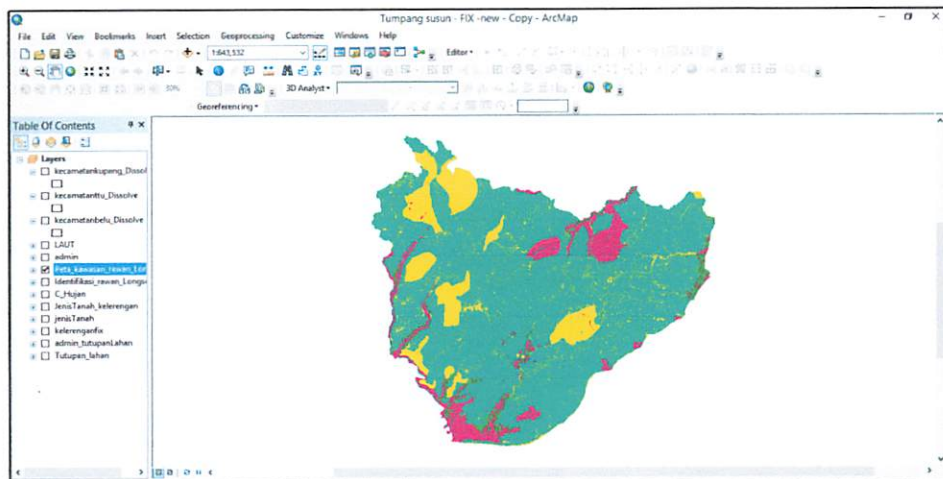 Tumpang susun - FIX -new - Copy - ArcMap
File Edit View Bookmarks Insert Selection Geoprocessing Customize Windows Help
1:643,532
Editor
50%
3D Analyst
Georeferencing
Table Of Contents
Layers
kecamatankupang_Dissol
kecamatanttu_Dissolve
kecamatanbelu_Dissolve
LAUT
admin
Peta_kawasan_rawan_Lon
Identifikasi_rawan_Longs
C_Hujan
JenisTanah_kelerengan
jenisTanah
kelerenganfix
admin_tutupanLahan
Tutupan_lahan